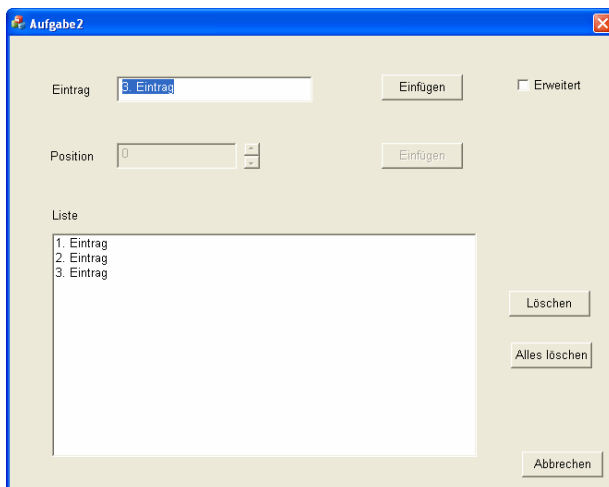 Aufgabe2
Eintrag 3. Eintrag Einfügen Erweitert
Position 0 Einfügen
Liste
1. Eintrag
2. Eintrag
3. Eintrag
Löschen
Alles löschen
Abbrechen